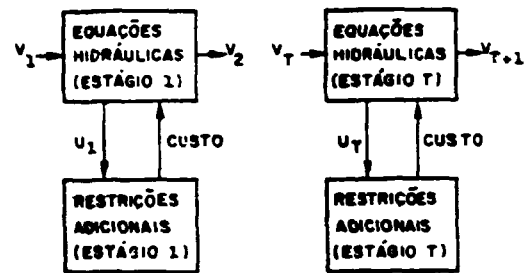 EQUAÇÕES
HIDRÁULICAS
(ESTÁGIO 1)
V1
V2
U1
CUSTO
RESTRIÇÕES
ADICIONAIS
(ESTÁGIO 1)
EQUAÇÕES
HIDRÁULICAS
(ESTÁGIO T)
VT
VT+1
UT
CUSTO
RESTRIÇÕES
ADICIONAIS
(ESTÁGIO T)